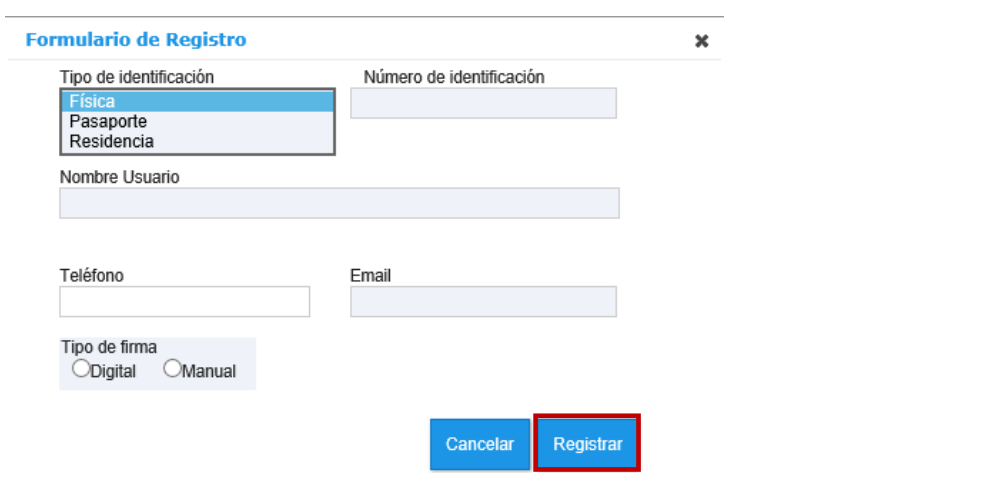 Formulario de Registro
Tipo de identificación
Número de identificación
Física
Pasaporte
Residencia
Nombre Usuario
Teléfono
Email
Tipo de firma
Digital
Manual
Cancelar
Registrar